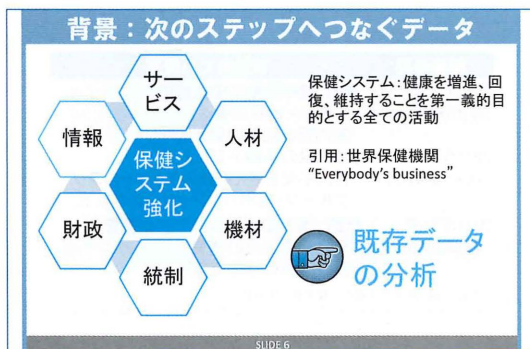 背景：次のステップへつなぐデータ
サー
ビス
情報
人材
保健シ
ステム
強化
財政
機材
統制
保健システム：健康を増進、回
復、維持することを第一義的目
的とする全ての活動
引用：世界保健機関
“Everybody’s business”
既存データ
の分析
SLIDE 6